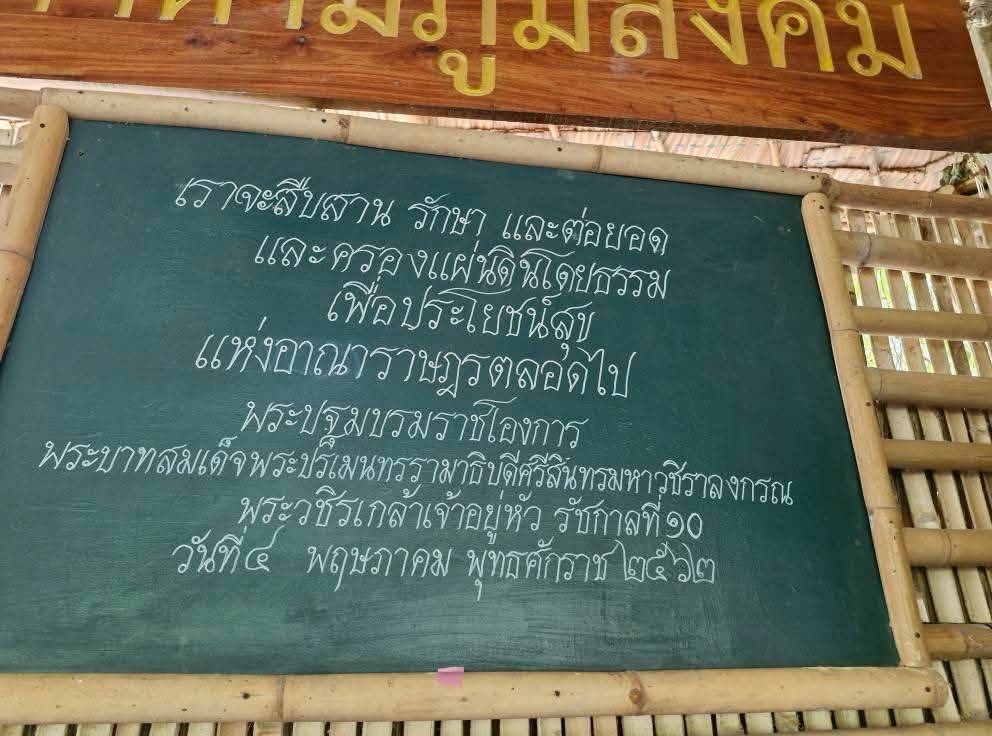 ตามภูมิสังคม
เราจะสืบสาน รักษา และต่อยอด
และครองแผ่นดินโดยธรรม
เพื่อประโยชน์สุข
แห่งอาณาราษฎรตลอดไป
พระปฐมบรมราชโองการ
พระบาทสมเด็จพระปรเมนทรรามาธิบดีศรีสินทรมหาวชิราลงกรณ
พระวชิรเกล้าเจ้าอยู่หัว รัชกาลที่๑๐
วันที่๔ พฤษภาคม พุทธศักราช ๒๕๖๒